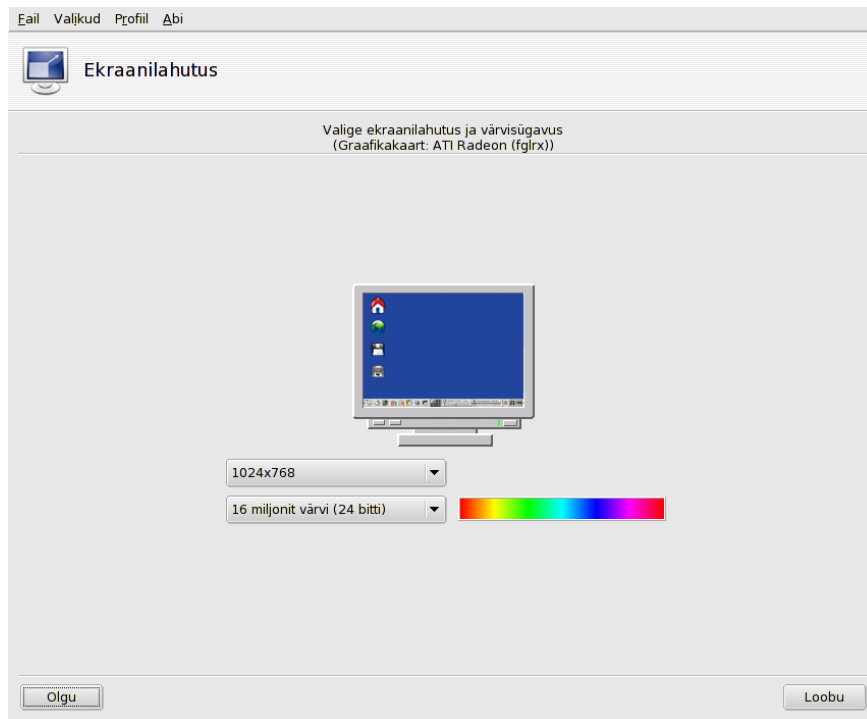 Fail Valikud Profiil Abi
Ekraanilahutus
Valige ekraanilahutus ja värvisügavus
(Graafikakaart: ATI Radeon (fglrx))
1024x768
16 miljonit värvi (24 bitti)
Olgu Loobu